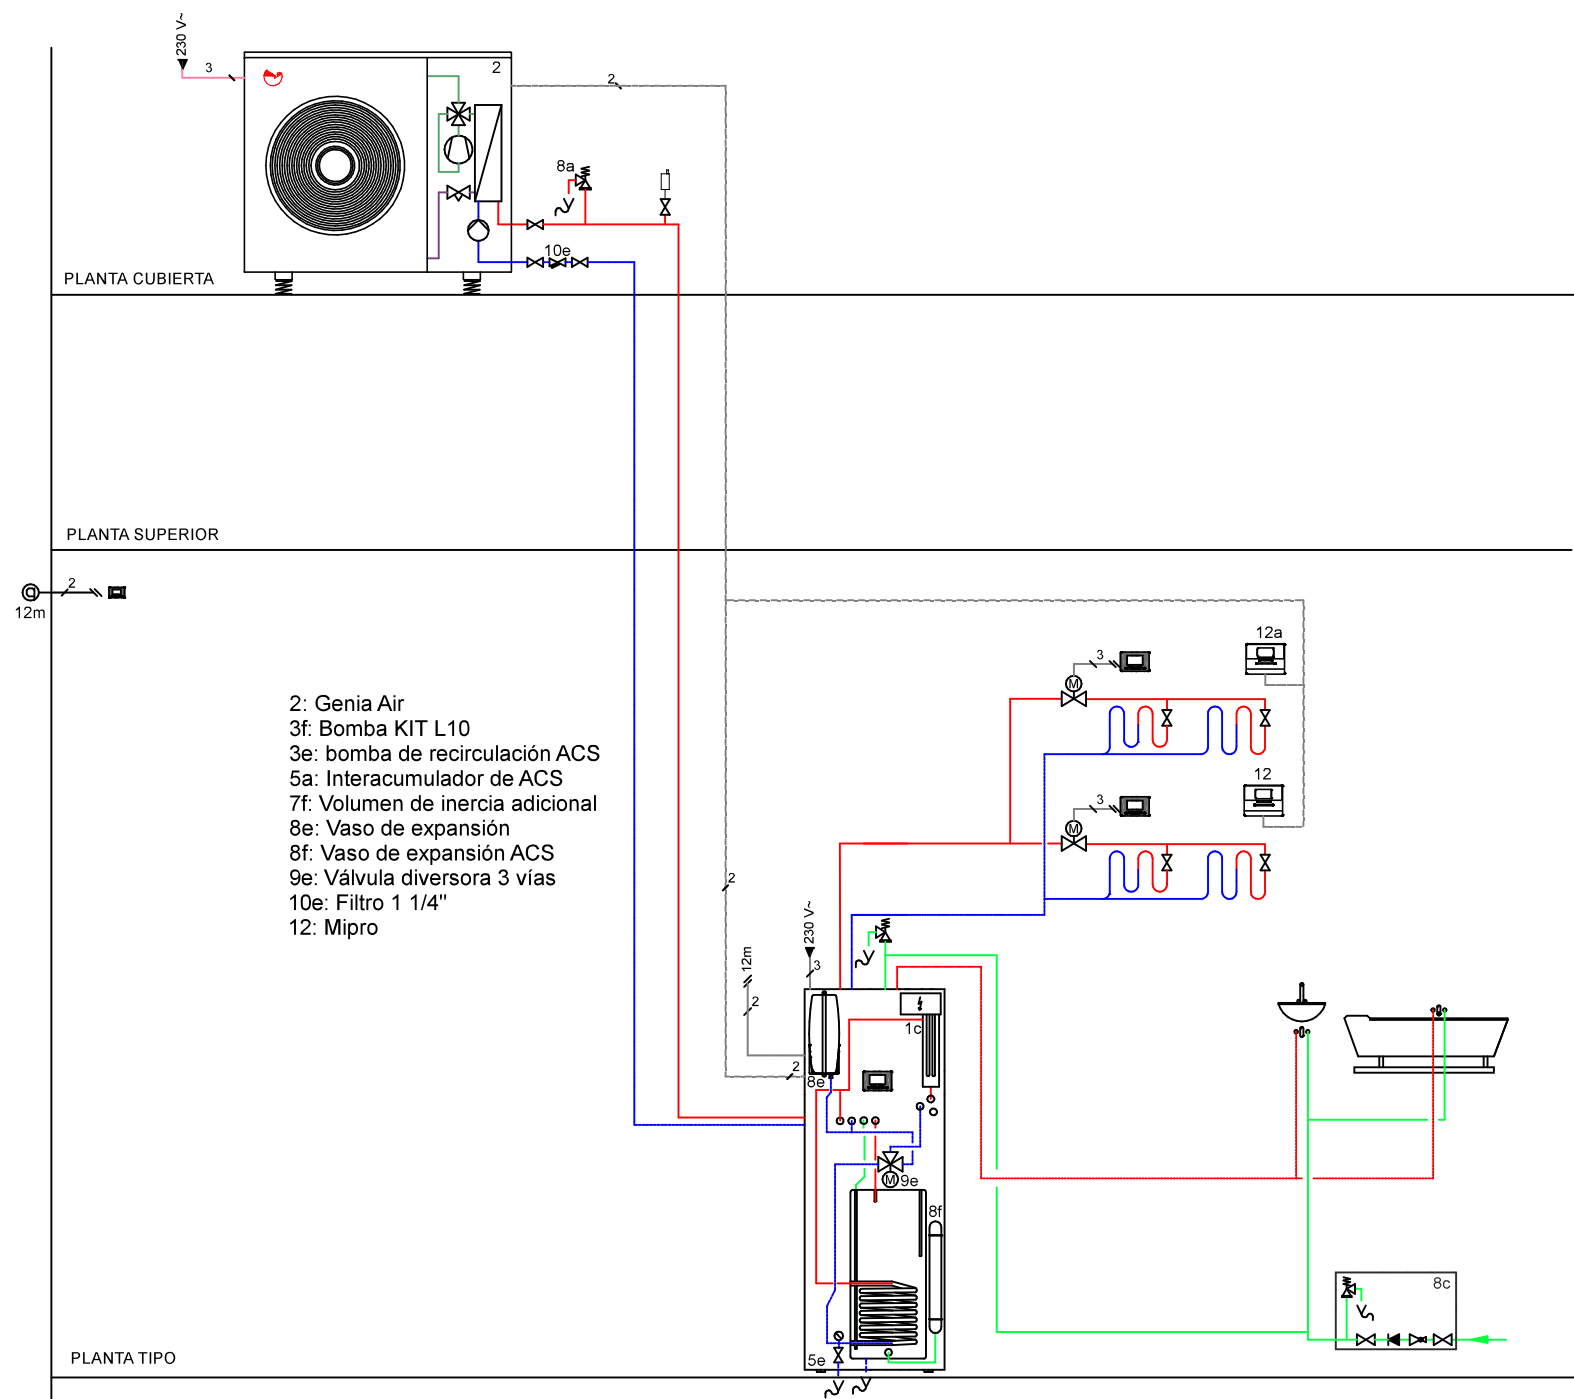 230 V~
3
2
2
8a
10e
PLANTA CUBIERTA
PLANTA SUPERIOR
2
12m
12a
3
2: Genia Air
3f: Bomba KIT L10
3e: bomba de recirculación ACS
5a: Interacumulador de ACS
7f: Volumen de inercia adicional
8e: Vaso de expansión
8f: Vaso de expansión ACS
9e: Válvula diversora 3 vías
10e: Filtro 1 1/4"
12: Mipro
M
12
3
M
2
230 V~
12m
3
2
1c
2
8e
M
9e
8f
8c
5e
PLANTA TIPO